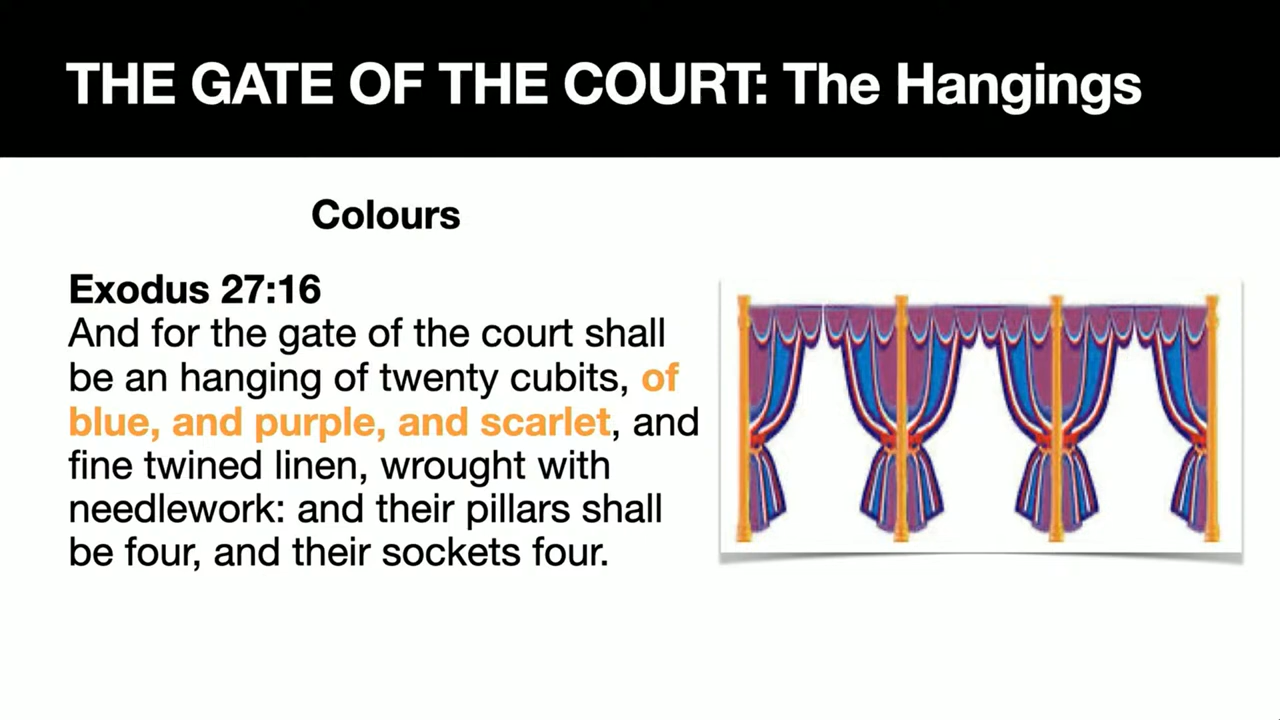 THE GATE OF THE COURT: The Hangings
Colours
Exodus 27:16
And for the gate of the court shall
be an hanging of twenty cubits, of
blue, and purple, and scarlet, and
fine twined linen, wrought with
needlework: and their pillars shall
be four, and their sockets four.